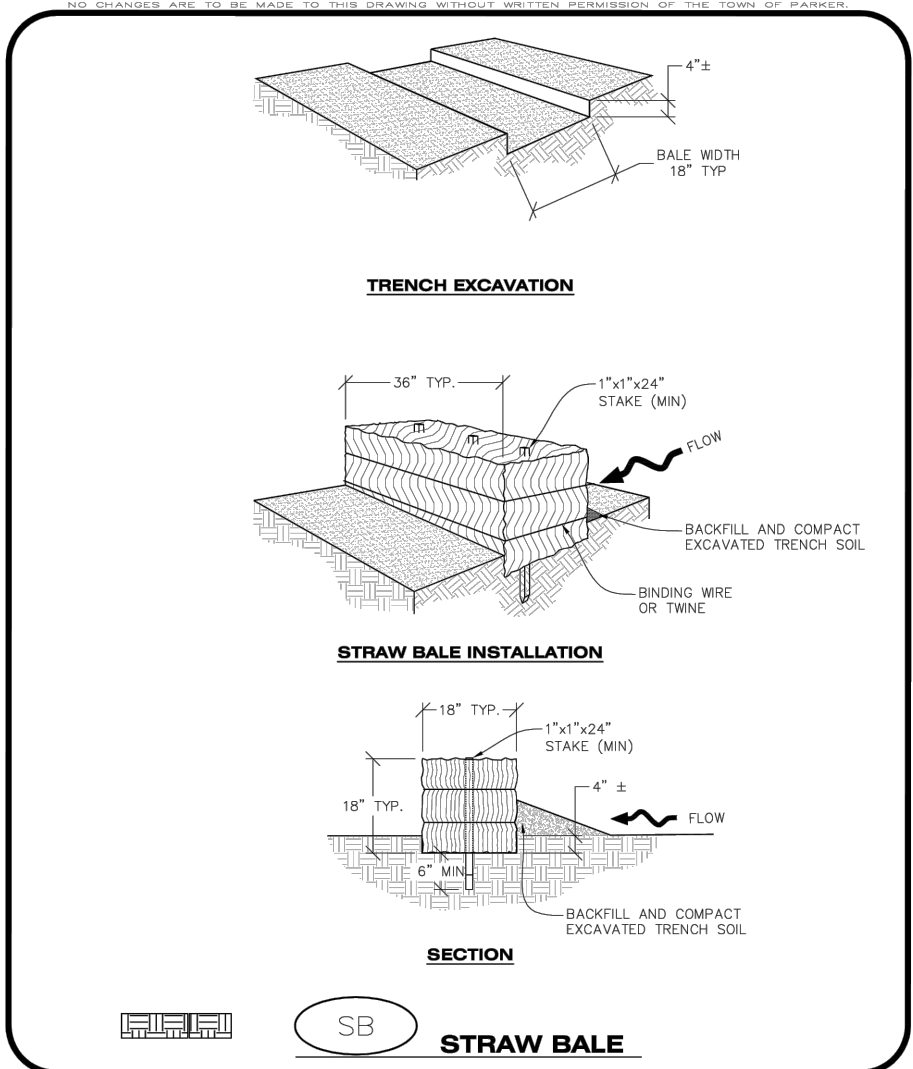 NO CHANGES ARE TO BE MADE TO THIS DRAWING WITHOUT WRITTEN PERMISSION OF THE TOWN OF PARKER.
4"±
BALE WIDTH
18" TYP
TRENCH EXCAVATION
36" TYP.
1"x1"x24"
STAKE (MIN)
FLOW
BACKFILL AND COMPACT
EXCAVATED TRENCH SOIL
BINDING WIRE
OR TWINE
STRAW BALE INSTALLATION
18" TYP.
1"x1"x24"
STAKE (MIN)
4" ±
18" TYP.
FLOW
6" MIN.
BACKFILL AND COMPACT
EXCAVATED TRENCH SOIL
SECTION
SB
STRAW BALE